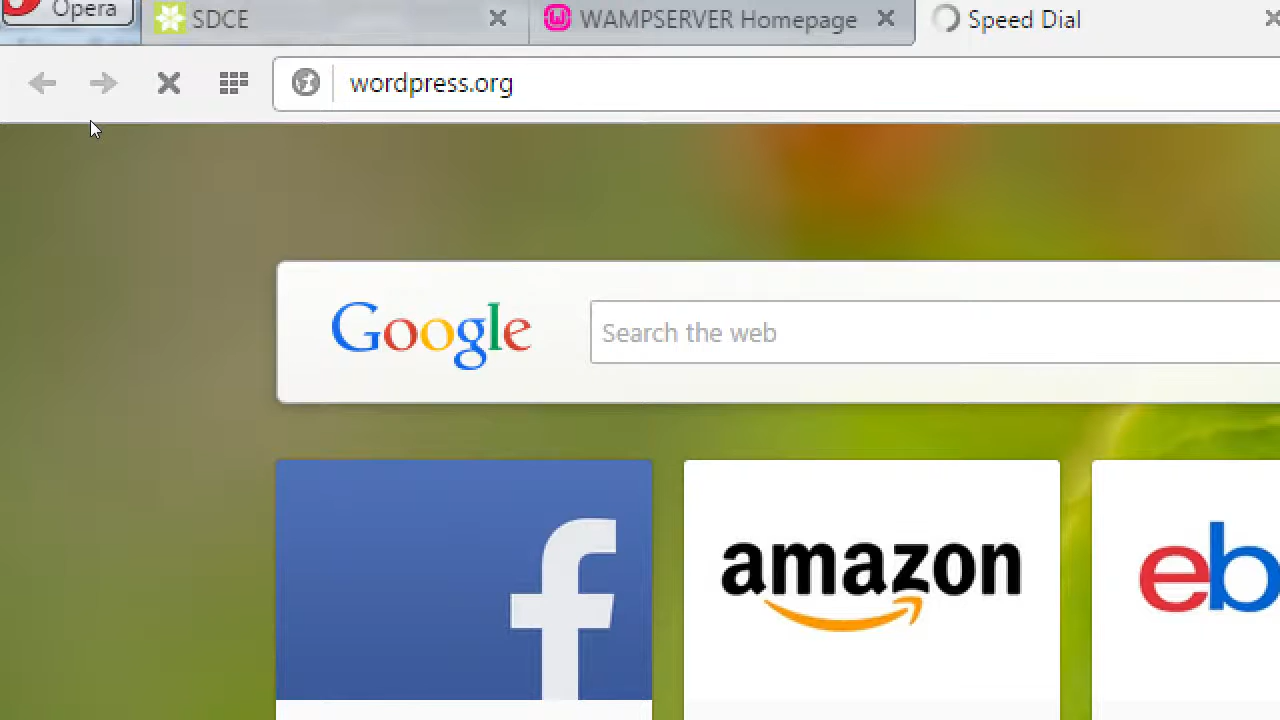 Opera
SDCE
WAMPSERVER Homepage
Speed Dial
wordpress.org
Google
Search the web
f
amazon
eb